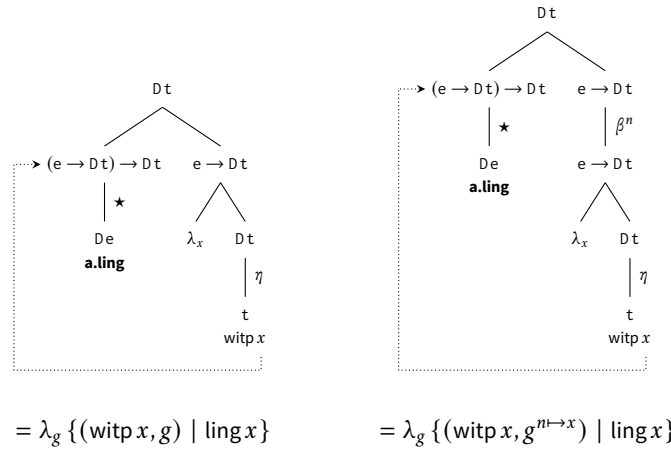 Dt
(e → Dt) → Dt e → Dt
★
De λₓ Dt
a.ling
η
t
witp x
= λ_g {(witp x, g) | ling x}
Dt
(e → Dt) → Dt e → Dt
★ βⁿ
De e → Dt
a.ling
λₓ Dt
η
t
witp x
= λ_g {(witp x, g^{n↦x}) | ling x}